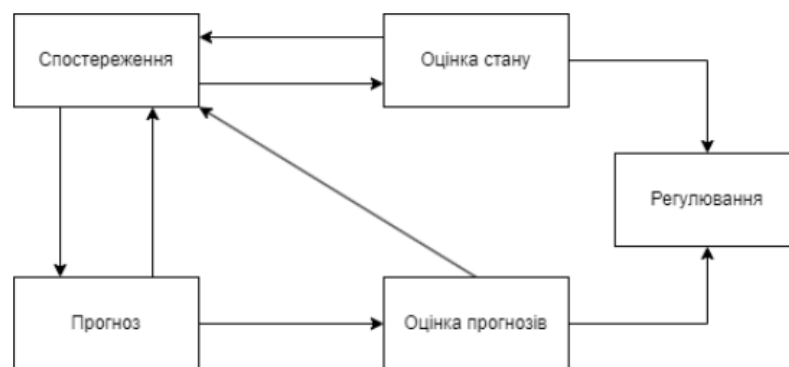 Спостереження
Оцінка стану
Регулювання
Прогноз
Оцінка прогнозів